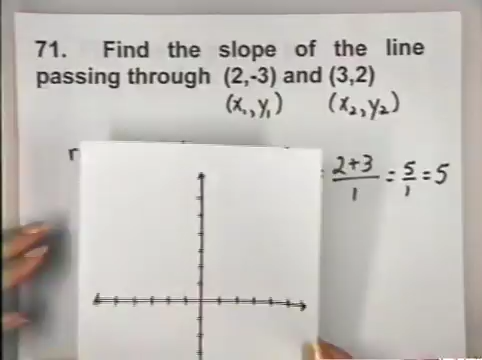 71. Find the slope of the line
passing through (2,-3) and (3,2)
(x₁,y₁) (x₂,y₂)
2+3/1 = 5/1 = 5